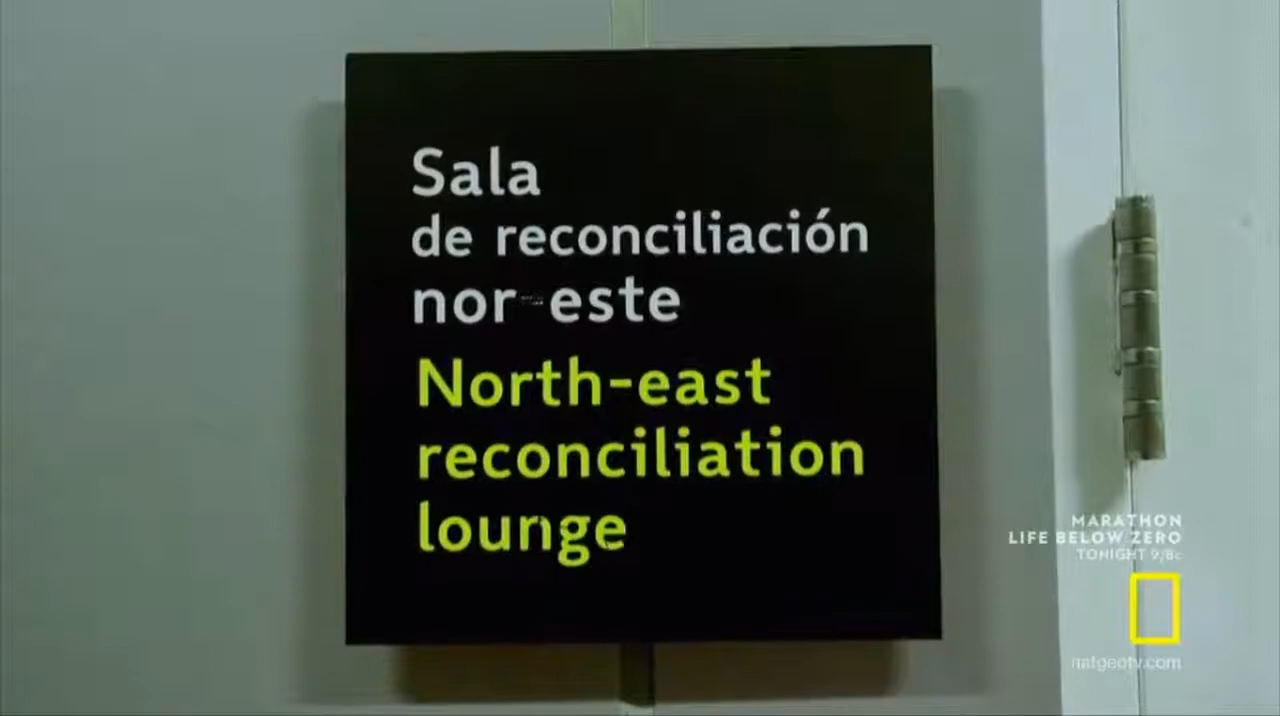 Sala
de reconciliación
nor-este
North-east
reconciliation
lounge
MARATHON
LIFE BELOW ZERO
TONIGHT 9/8c
natgeotv.com